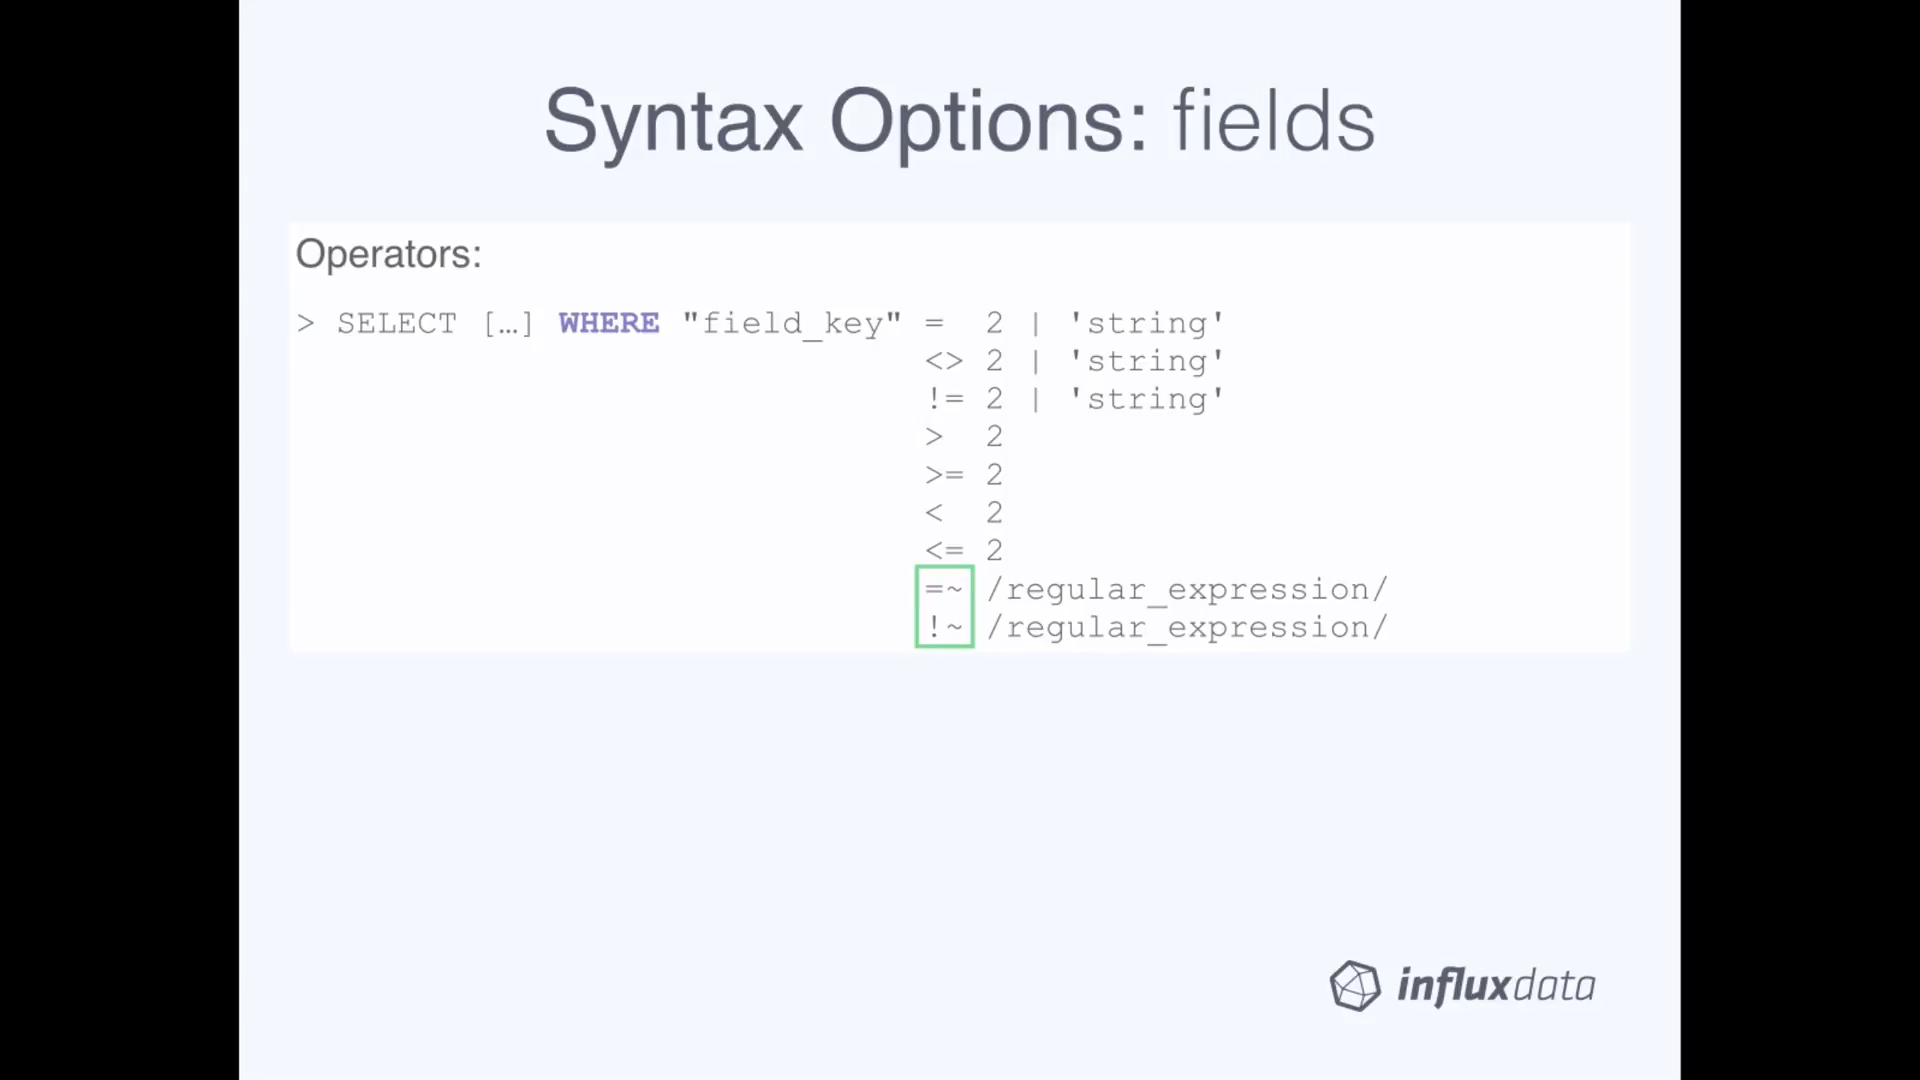 Syntax Options: fields
Operators:
> SELECT […] WHERE "field_key" = 2 | 'string'
<> 2 | 'string'
!= 2 | 'string'
> 2
>= 2
< 2
<= 2
=~ /regular_expression/
!~ /regular_expression/
influxdata